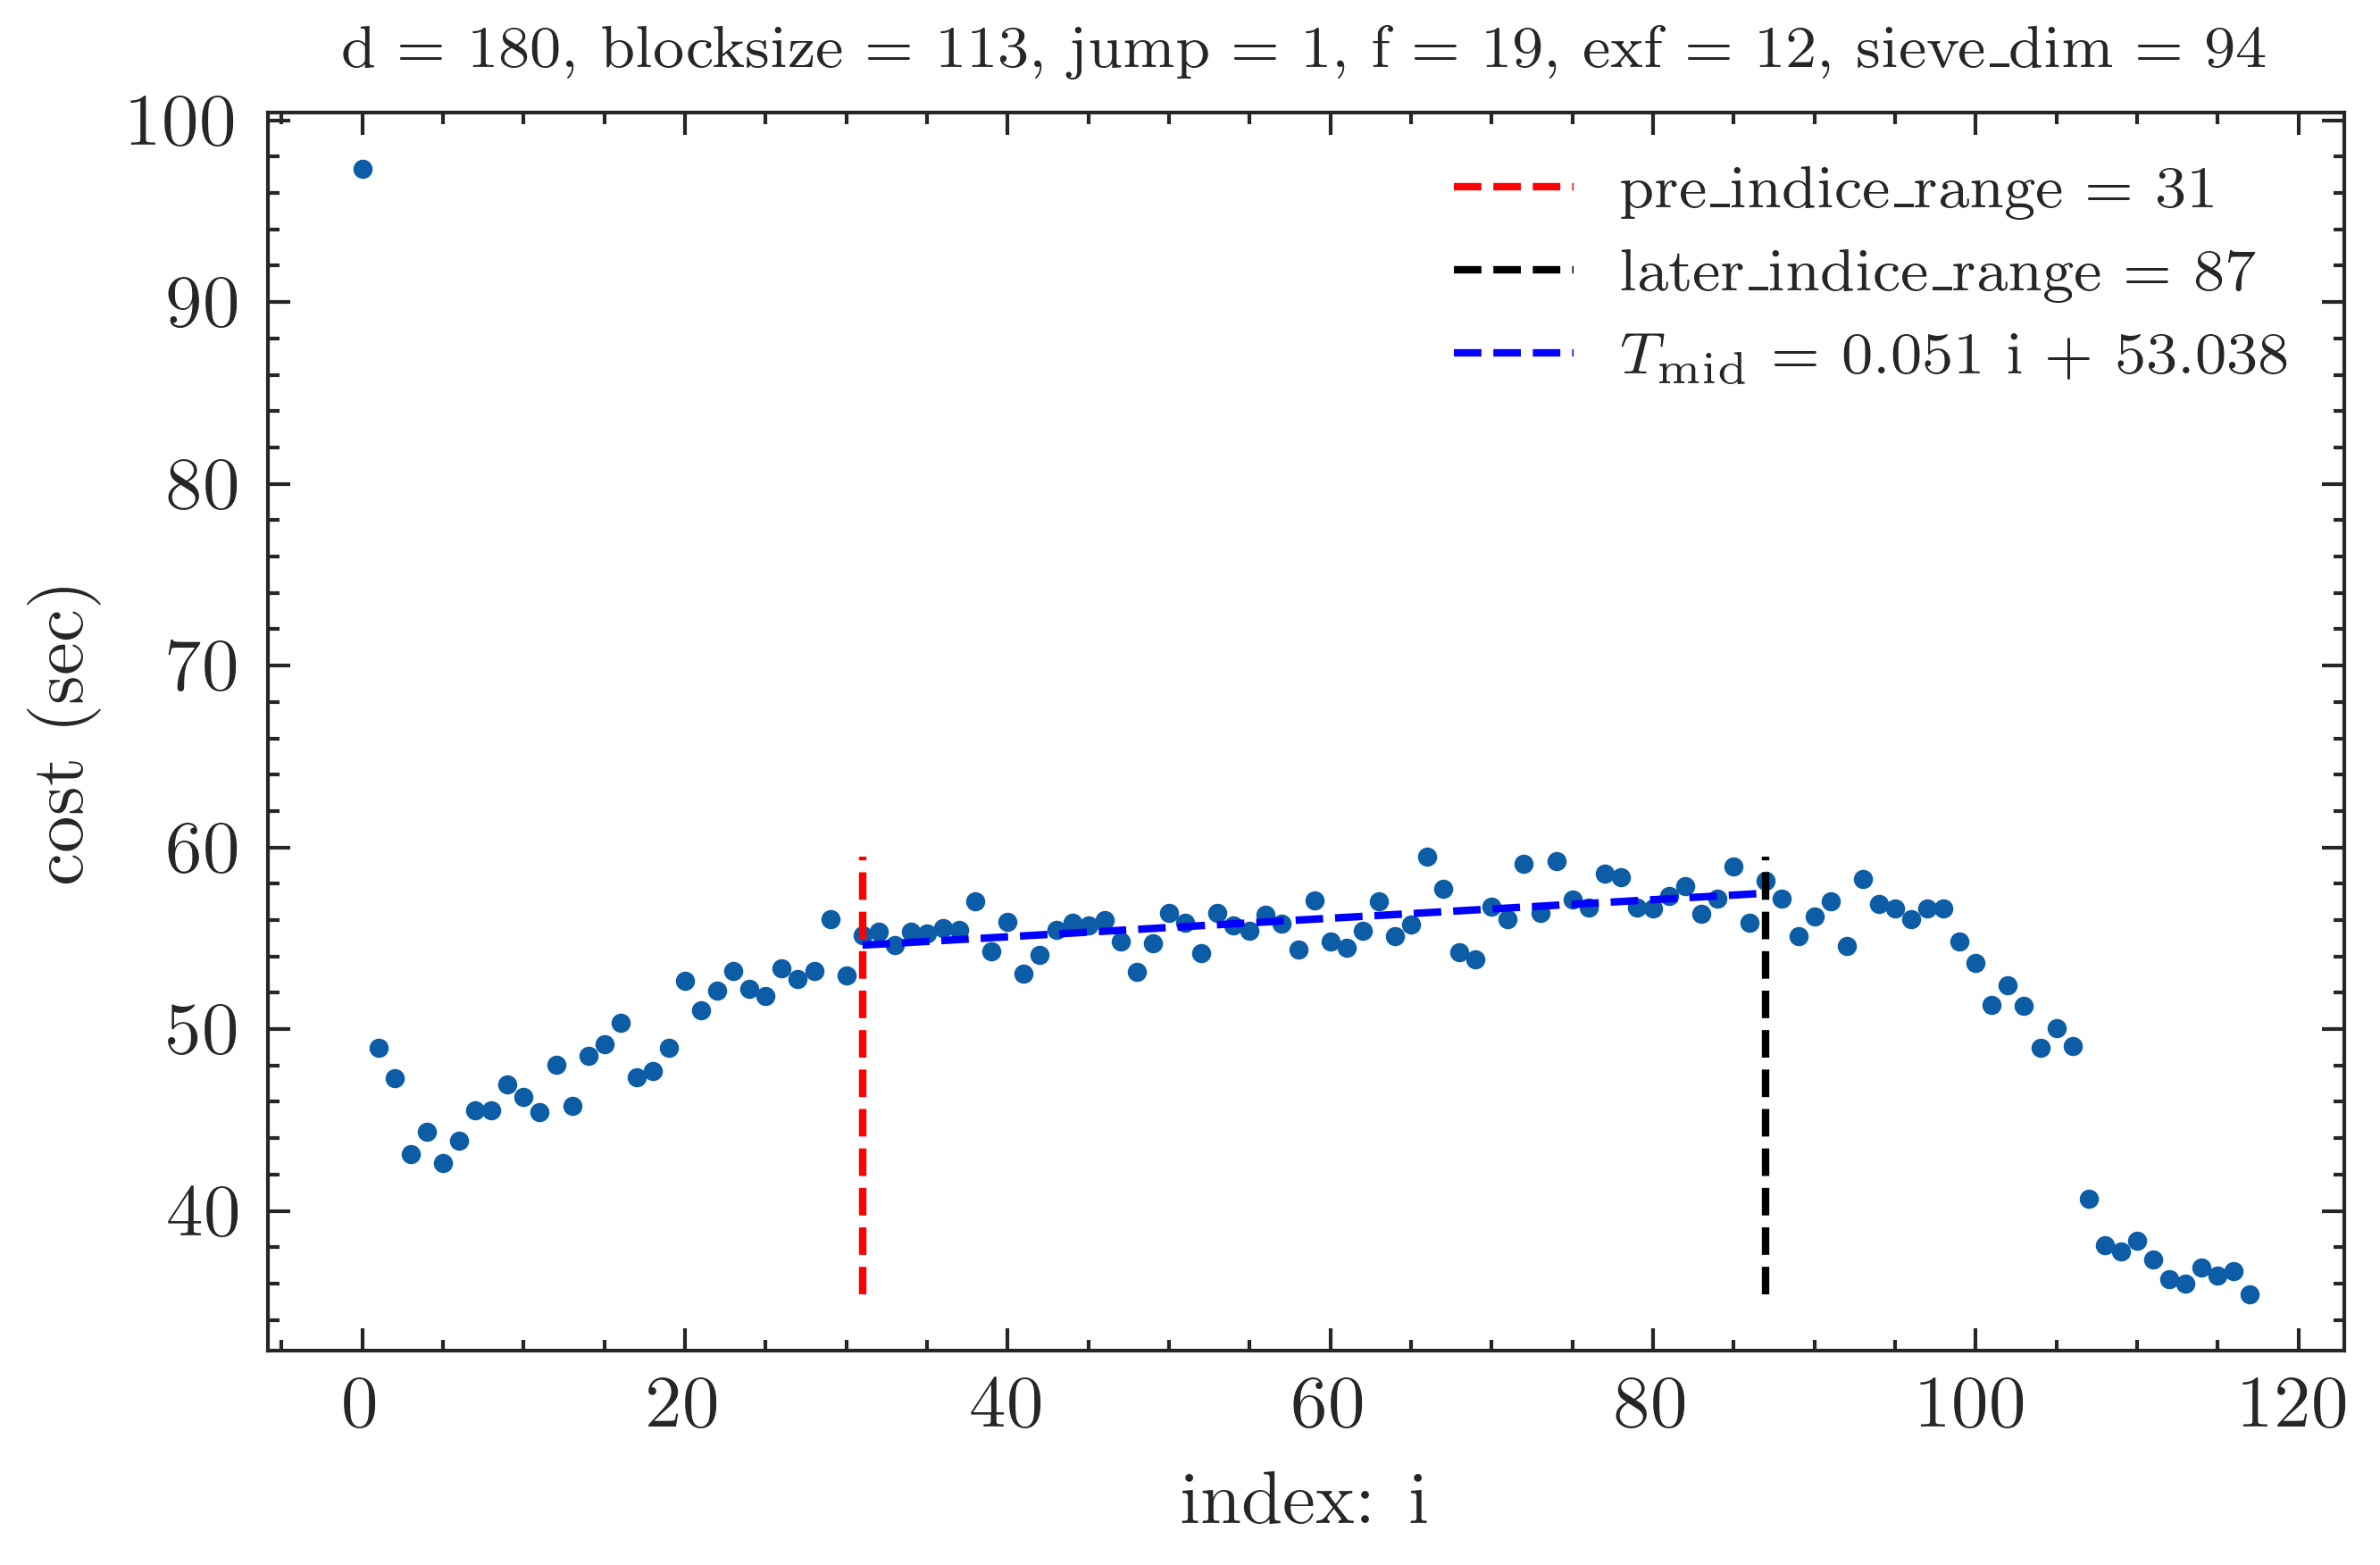 d = 180, blocksize = 113, jump = 1, f = 19, exf = 12, sieve_dim = 94
pre_indice_range = 31
later_indice_range = 87
T_mid = 0.051 i + 53.038
cost (sec)
100
90
80
70
60
50
40
0 20 40 60 80 100 120
index: i